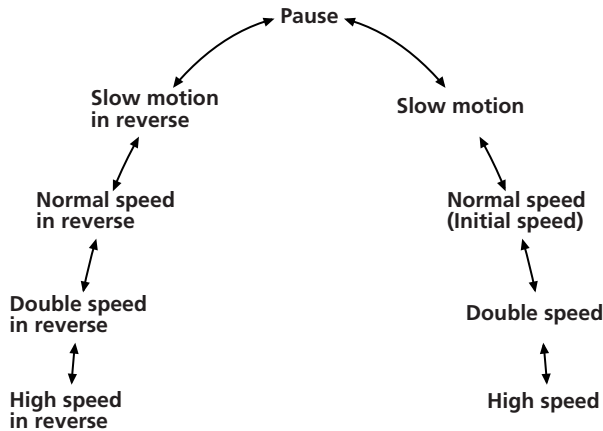 Pause
Slow motion
in reverse
Slow motion
Normal speed
in reverse
Normal speed
(Initial speed)
Double speed
in reverse
Double speed
High speed
in reverse
High speed